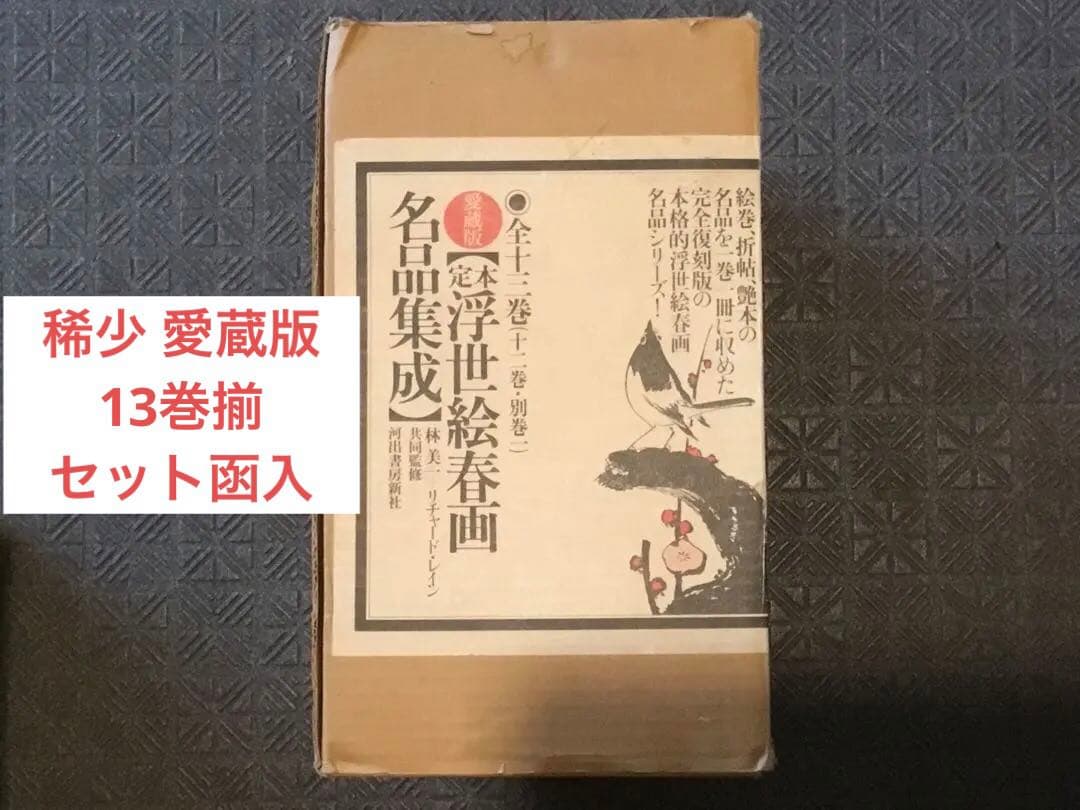 稀少 愛蔵版
13巻揃
セット函入
絵巻、折帖、艶本の
名品を一巻一冊に収めた
完全復刻版の
本格的浮世絵春画
名品シリーズ!
◉全十三巻(十二巻・別巻一)
愛蔵版
【定本 浮世絵春画
名品集成】
林 美一 リチャード・レイン
共同監修
河出書房新社